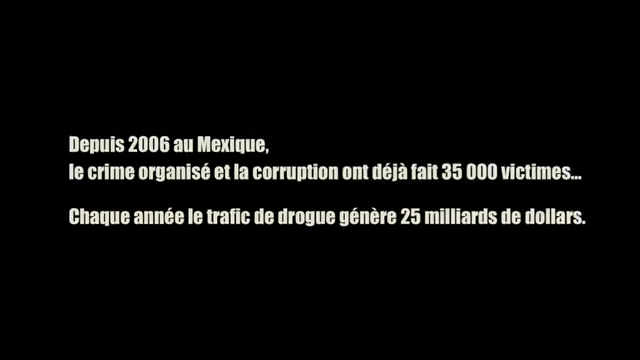 Depuis 2006 au Mexique,
le crime organisé et la corruption ont déjà fait 35 000 victimes...
Chaque année le trafic de drogue génère 25 milliards de dollars.